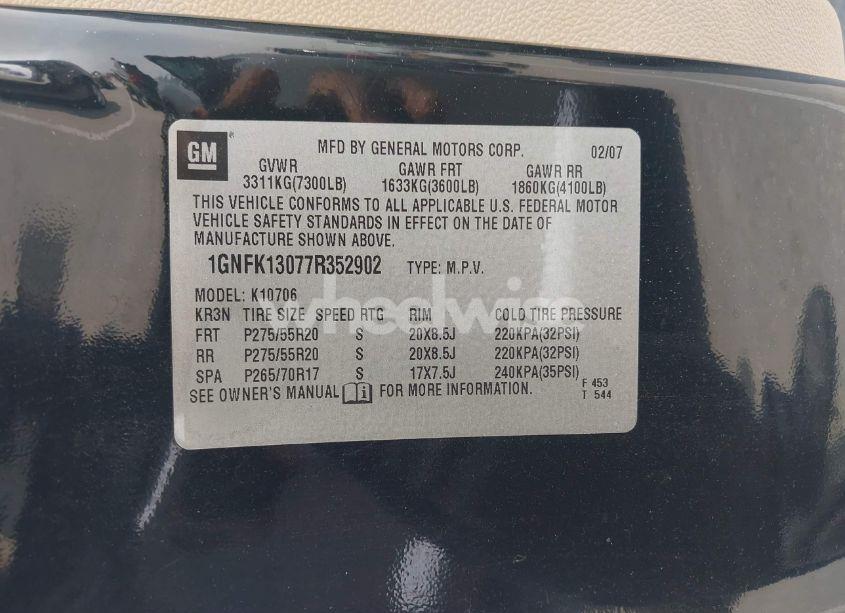 GM
MFD BY GENERAL MOTORS CORP. 02/07
GVWR GAWR FRT GAWR RR
3311KG(7300LB) 1633KG(3600LB) 1860KG(4100LB)
THIS VEHICLE CONFORMS TO ALL APPLICABLE U.S. FEDERAL MOTOR
VEHICLE SAFETY STANDARDS IN EFFECT ON THE DATE OF
MANUFACTURE SHOWN ABOVE.
1GNFK13077R352902 TYPE: M.P.V.
MODEL: K10706
wheelwise
KR3N TIRE SIZE SPEED RTG RIM COLD TIRE PRESSURE
FRT P275/55R20 S 20X8.5J 220KPA(32PSI)
RR P275/55R20 S 20X8.5J 220KPA(32PSI)
SPA P265/70R17 S 17X7.5J 240KPA(35PSI)
SEE OWNER'S MANUAL FOR MORE INFORMATION.
F 453
T 544